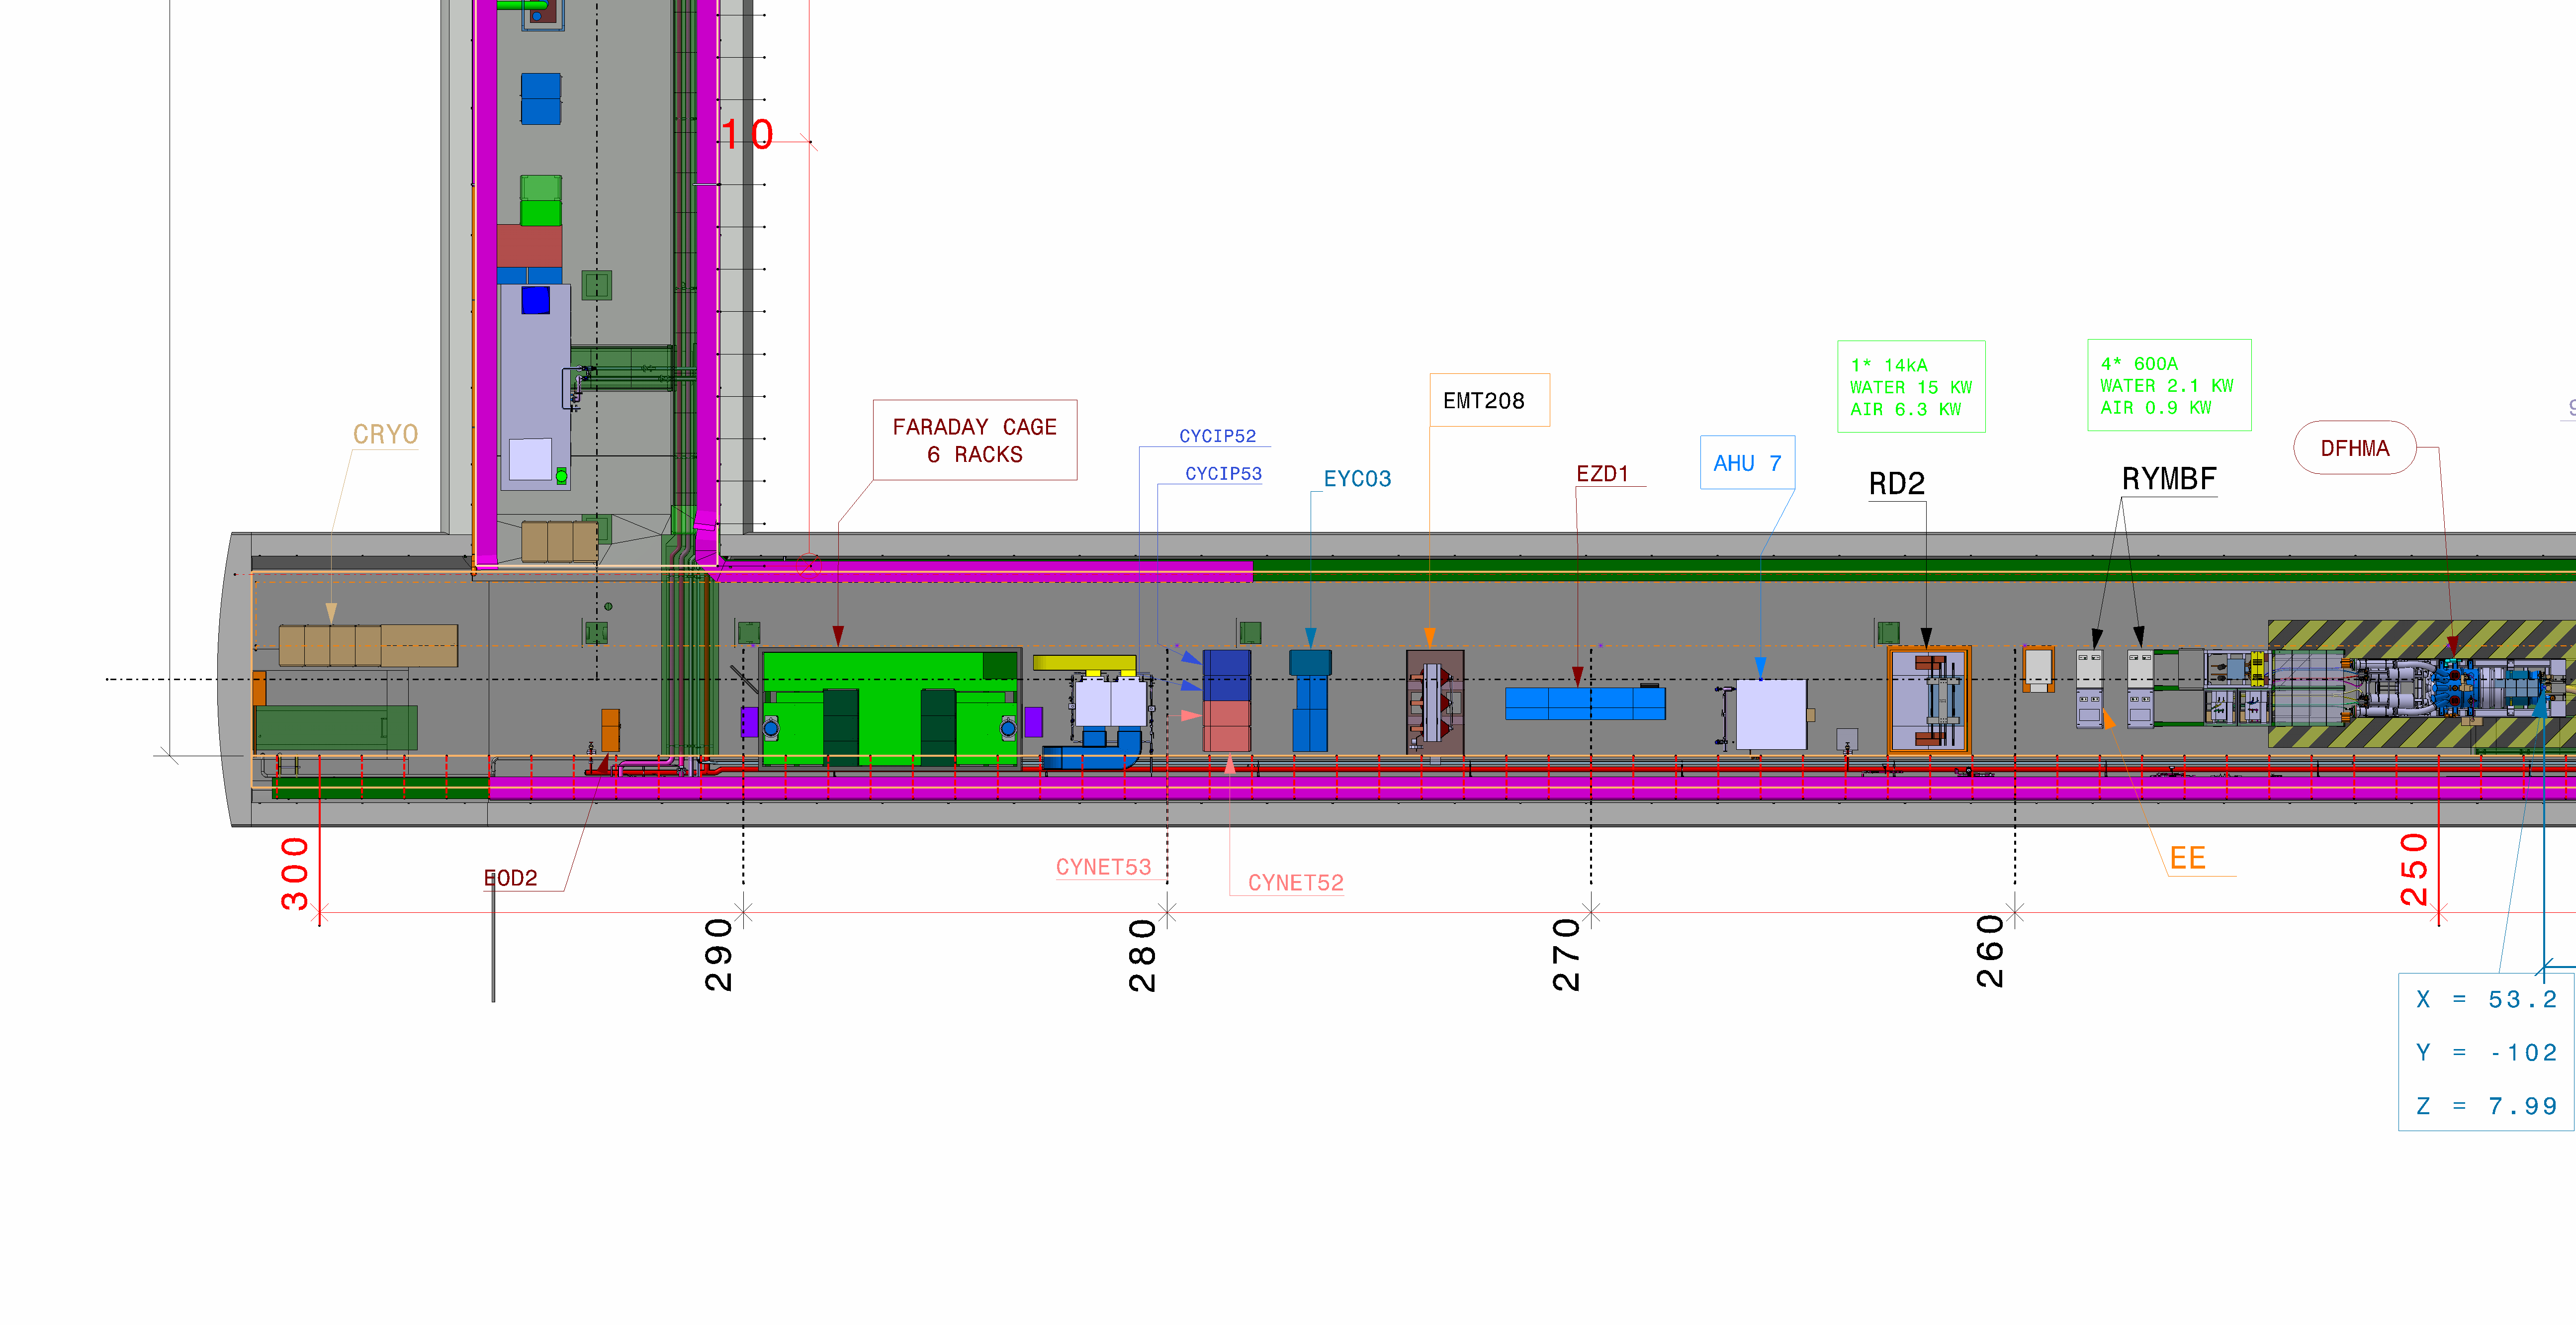 10
1* 14kA
WATER 15 KW
AIR 6.3 KW
4* 600A
WATER 2.1 KW
AIR 0.9 KW
EMT208
FARADAY CAGE
6 RACKS
CRYO
CYCIP52
CYCIP53
EYC03
EZD1
AHU 7
RD2
RYMBF
DFHMA
300
EOD2
CYNET53
CYNET52
EE
250
290
280
270
260
X = 53.2
Y = -102
Z = 7.99